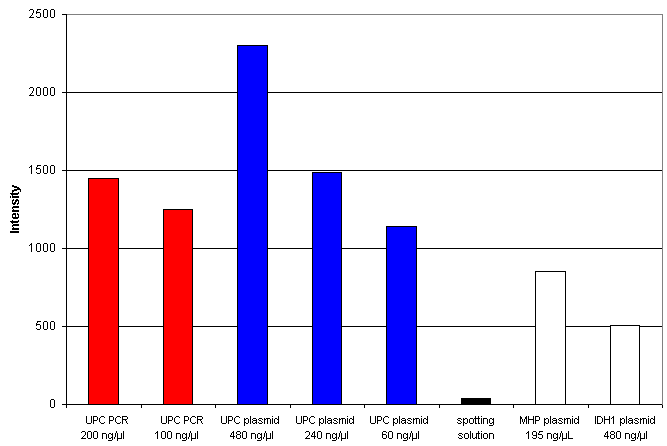 2500
2000
1500
1000
500
0
Intensity
UPC PCR
200 ng/µl
UPC PCR
100 ng/µl
UPC plasmid
480 ng/µl
UPC plasmid
240 ng/µl
UPC plasmid
60 ng/µl
spotting
solution
MHP plasmid
195 ng/µL
IDH1 plasmid
480 ng/µl